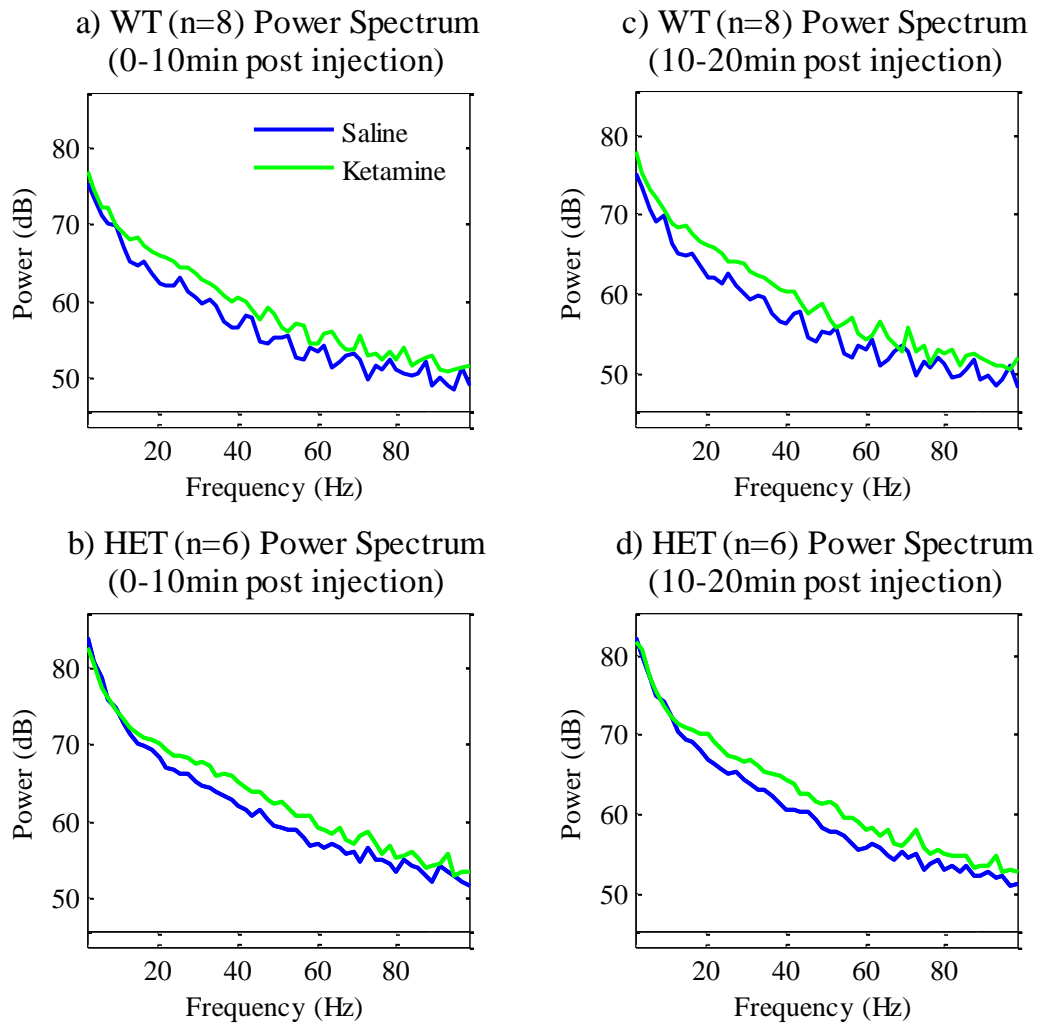 a) WT (n=8) Power Spectrum
(0-10min post injection)
Power (dB)
80
70
60
50
Saline
Ketamine
20 40 60 80
Frequency (Hz)
c) WT (n=8) Power Spectrum
(10-20min post injection)
Power (dB)
80
70
60
50
20 40 60 80
Frequency (Hz)
b) HET (n=6) Power Spectrum
(0-10min post injection)
Power (dB)
80
70
60
50
20 40 60 80
Frequency (Hz)
d) HET (n=6) Power Spectrum
(10-20min post injection)
Power (dB)
80
70
60
50
20 40 60 80
Frequency (Hz)